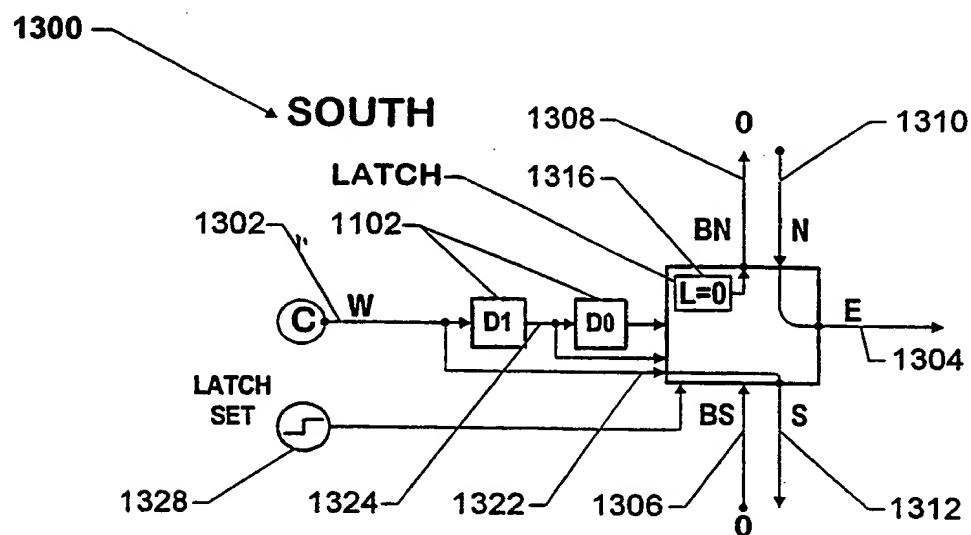 1300
SOUTH
1308
0
1310
LATCH
1316
1302
1102
BN
N
L=0
C
W
D1
D0
E
1304
LATCH
SET
BS
S
1328
1324
1322
1306
1312
0